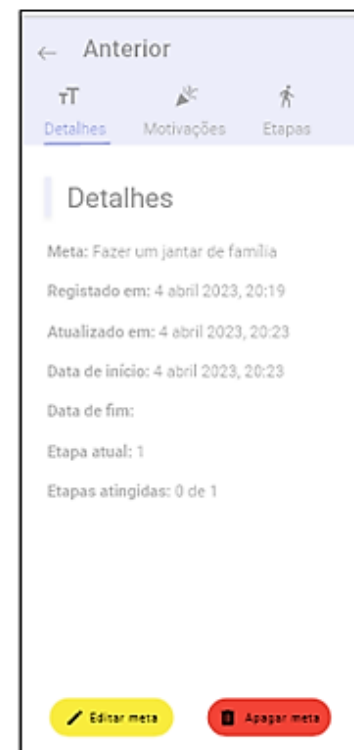 ← Anterior
тT
Detalhes Motivações Etapas
Detalhes
Meta: Fazer um jantar de família
Registado em: 4 abril 2023, 20:19
Atualizado em: 4 abril 2023, 20:23
Data de início: 4 abril 2023, 20:23
Data de fim:
Etapa atual: 1
Etapas atingidas: 0 de 1
Editar meta Apagar meta